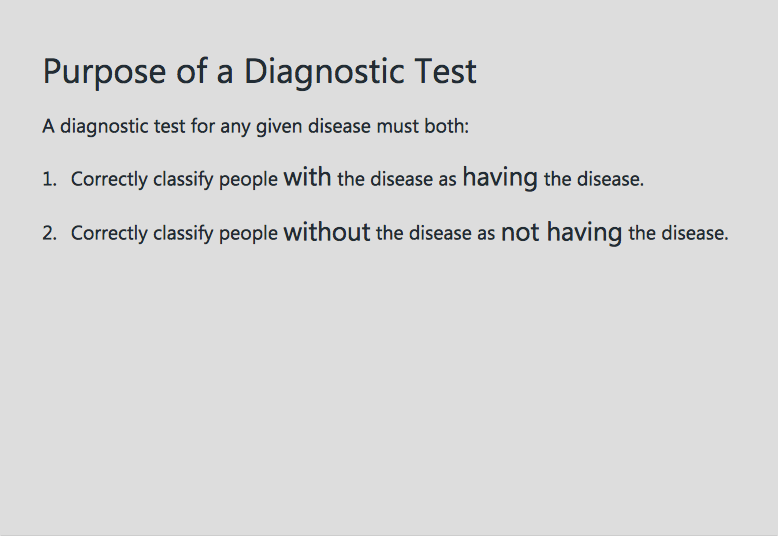 Purpose of a Diagnostic Test
A diagnostic test for any given disease must both:
1. Correctly classify people with the disease as having the disease.
2. Correctly classify people without the disease as not having the disease.